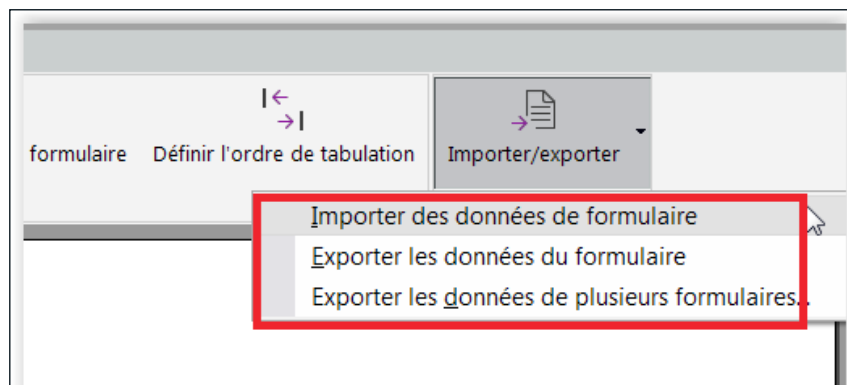 formulaire Définir l'ordre de tabulation Importer/exporter
Importer des données de formulaire
Exporter les données du formulaire
Exporter les données de plusieurs formulaires...